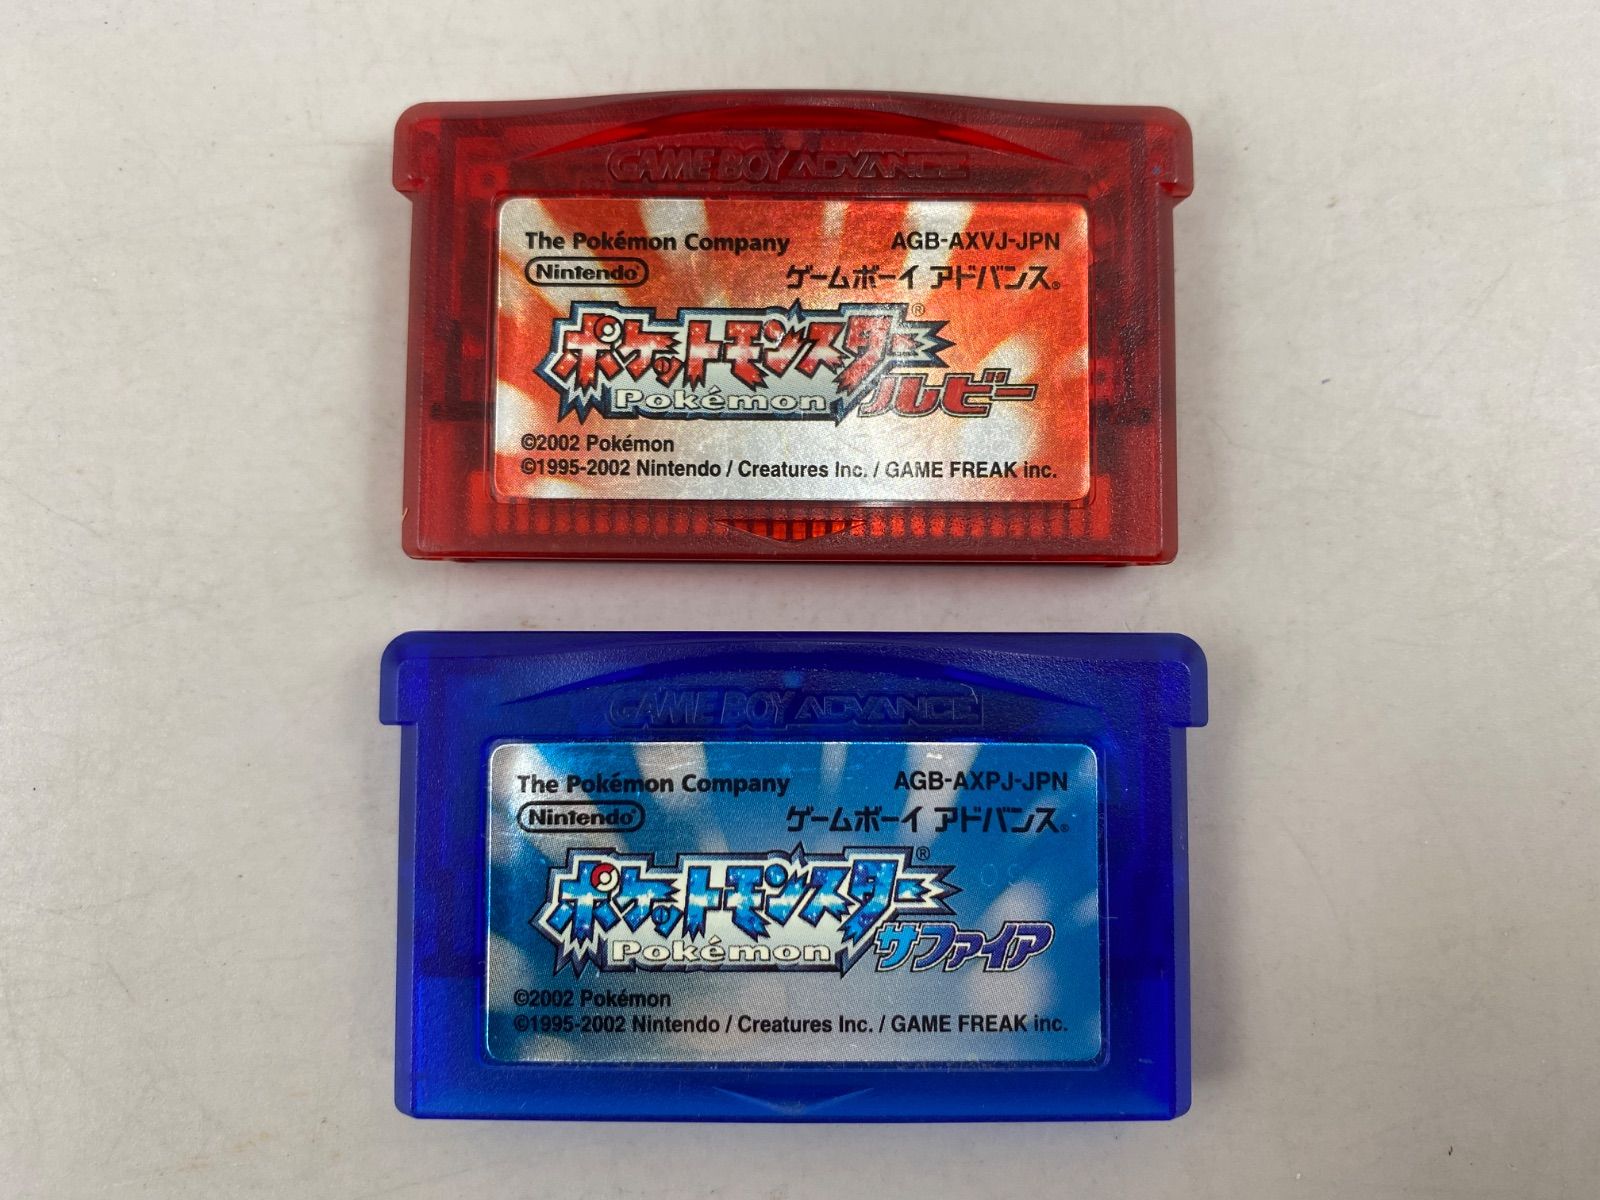 GAME BOY ADVANCE
The Pokémon Company AGB-AXVJ-JPN
Nintendo® ゲームボーイ アドバンス®
ポケットモンスター®
Pokémon ルビー
©2002 Pokémon
©1995-2002 Nintendo / Creatures Inc. / GAME FREAK inc.
GAME BOY ADVANCE
The Pokémon Company AGB-AXPJ-JPN
Nintendo® ゲームボーイ アドバンス®
ポケットモンスター®
Pokémon サファイア
©2002 Pokémon
©1995-2002 Nintendo / Creatures Inc. / GAME FREAK inc.